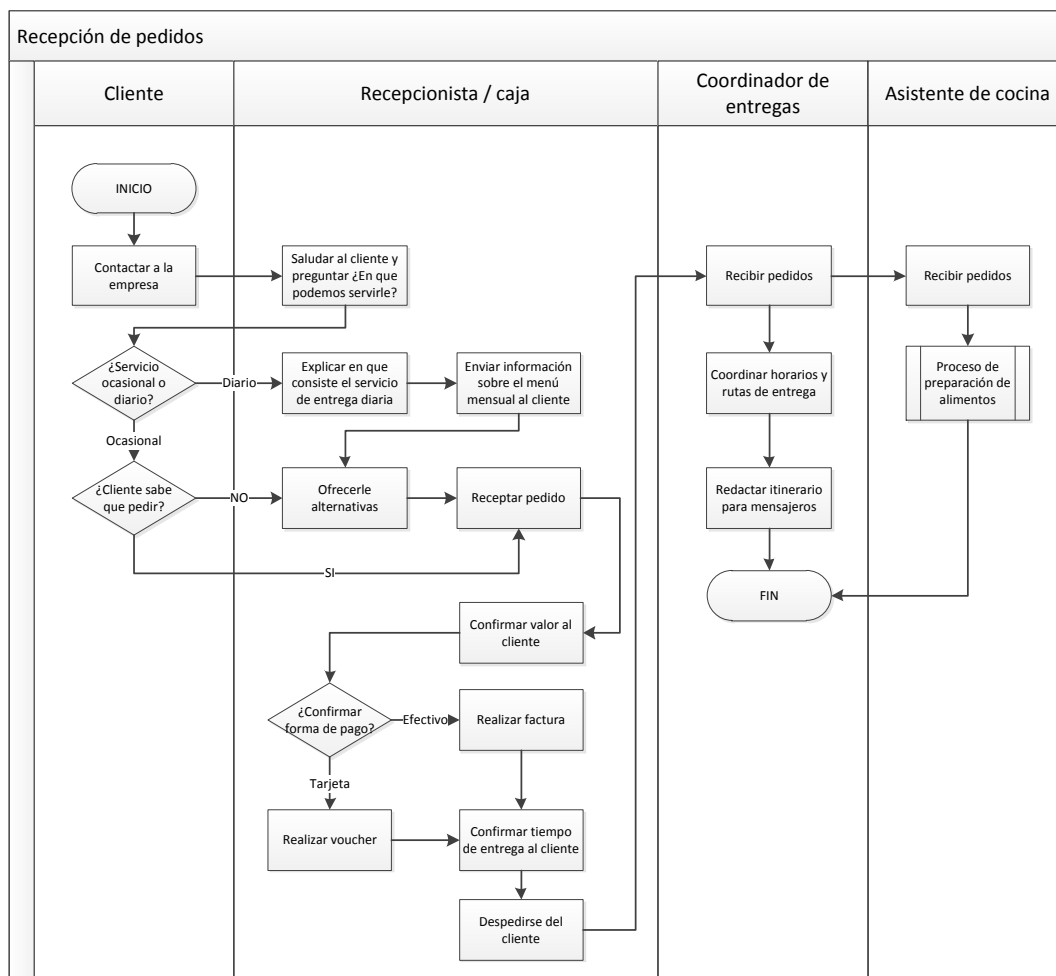 Recepción de pedidos
Cliente
Recepcionista / caja
Coordinador de
entregas
Asistente de cocina
INICIO
Contactar a la
empresa
Saludar al cliente y
preguntar ¿En que
podemos servirle?
¿Servicio
ocasional o
diario?
Diario
Explicar en que
consiste el servicio
de entrega diaria
Enviar información
sobre el menú
mensual al cliente
Ocasional
¿Cliente sabe
que pedir?
NO
Ofrecerle
alternativas
Receptar pedido
SI
Confirmar valor al
cliente
¿Confirmar
forma de pago?
Efectivo
Realizar factura
Tarjeta
Realizar voucher
Confirmar tiempo
de entrega al cliente
Despedirse del
cliente
Recibir pedidos
Coordinar horarios y
rutas de entrega
Redactar itinerario
para mensajeros
FIN
Recibir pedidos
Proceso de
preparación de
alimentos